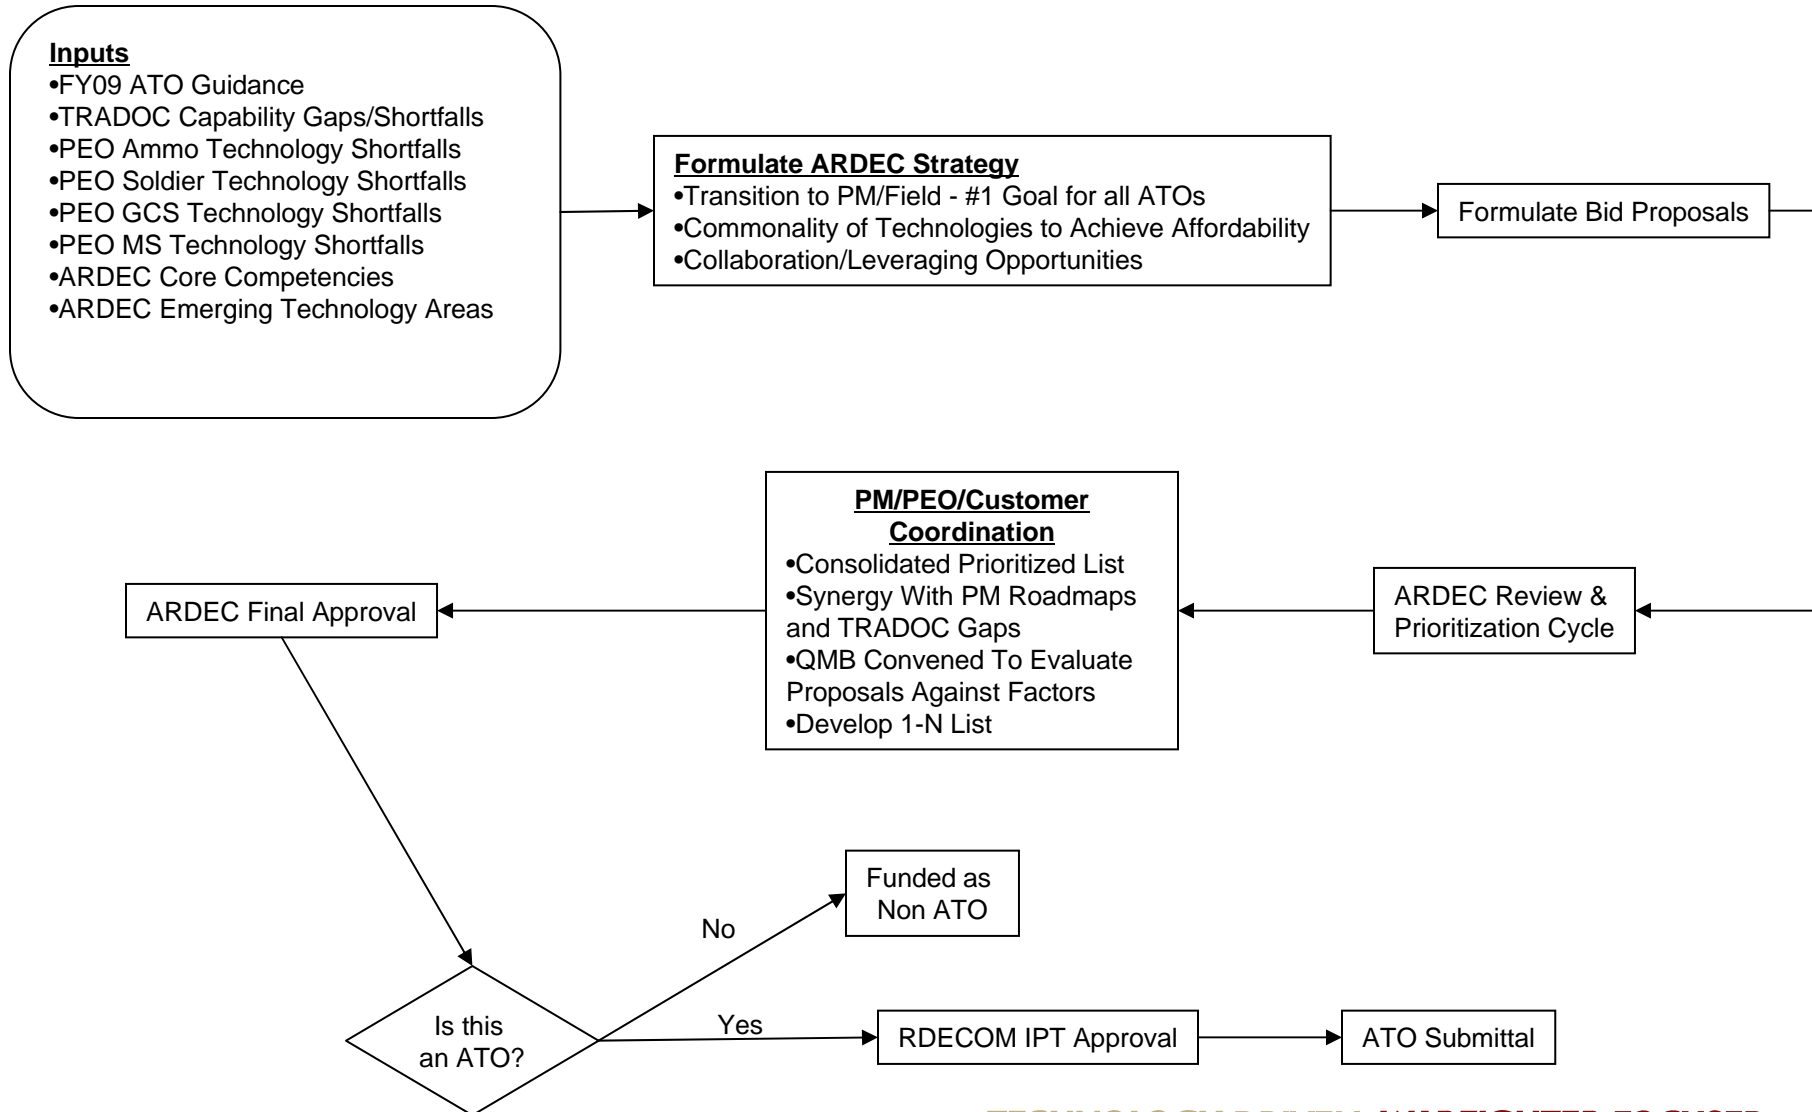 Inputs
•FY09 ATO Guidance
•TRADOC Capability Gaps/Shortfalls
•PEO Ammo Technology Shortfalls
•PEO Soldier Technology Shortfalls
•PEO GCS Technology Shortfalls
•PEO MS Technology Shortfalls
•ARDEC Core Competencies
•ARDEC Emerging Technology Areas
Formulate ARDEC Strategy
•Transition to PM/Field - #1 Goal for all ATOs
•Commonality of Technologies to Achieve Affordability
•Collaboration/Leveraging Opportunities
Formulate Bid Proposals
ARDEC Review &
Prioritization Cycle
PM/PEO/Customer
Coordination
•Consolidated Prioritized List
•Synergy With PM Roadmaps
and TRADOC Gaps
•QMB Convened To Evaluate
Proposals Against Factors
•Develop 1-N List
ARDEC Final Approval
Is this
an ATO?
No
Funded as
Non ATO
Yes
RDECOM IPT Approval
ATO Submittal